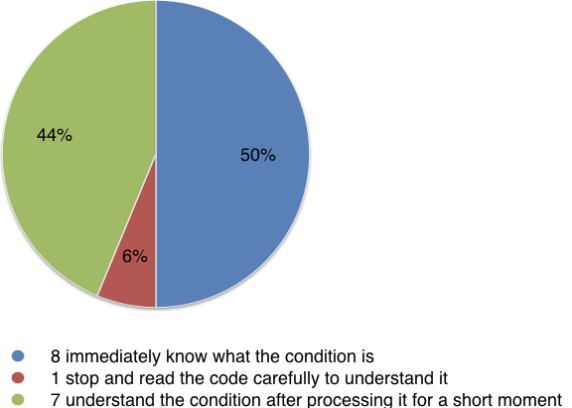 44%
50%
6%
8 immediately know what the condition is
1 stop and read the code carefully to understand it
7 understand the condition after processing it for a short moment